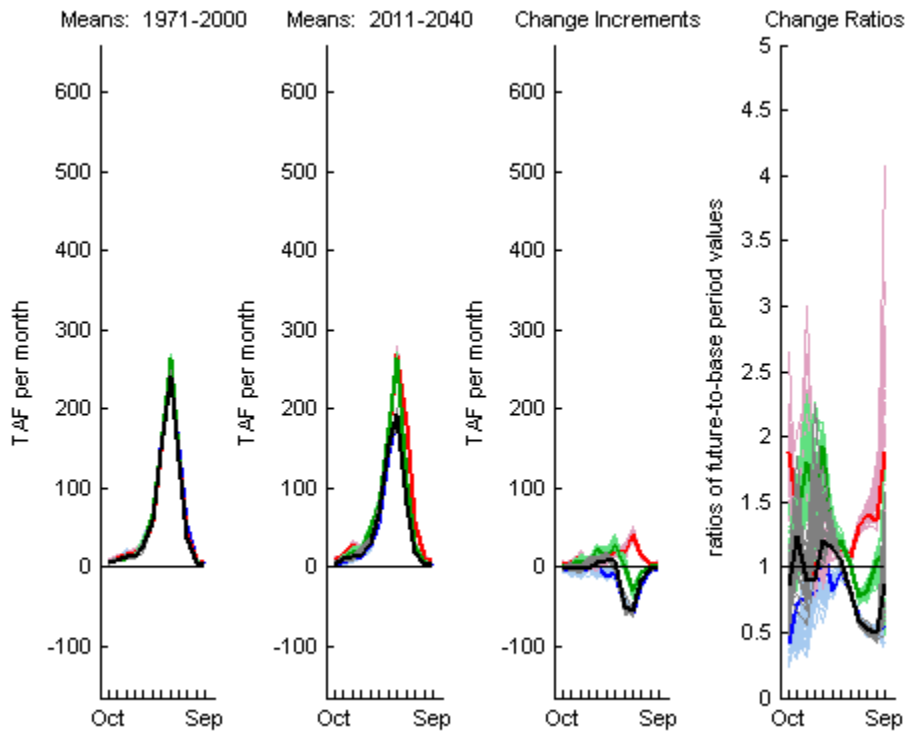 Means: 1971-2000
Means: 2011-2040
Change Increments
Change Ratios
TAF per month
600
500
400
300
200
100
0
-100
Oct
Sep
TAF per month
600
500
400
300
200
100
0
-100
Oct
Sep
TAF per month
600
500
400
300
200
100
0
-100
Oct
Sep
ratios of future-to-base period values
5
4.5
4
3.5
3
2.5
2
1.5
1
0.5
0
Oct
Sep